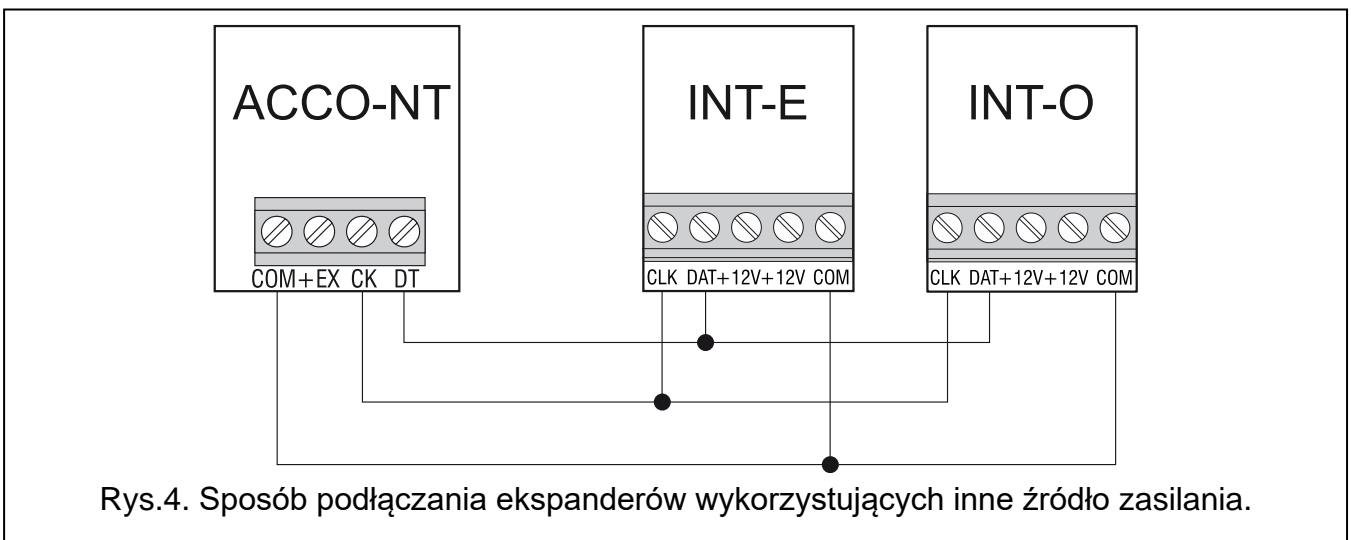 ACCO-NT INT-E INT-O
COM +EX CK DT
CLK DAT +12V +12V COM
CLK DAT +12V +12V COM
Rys.4. Sposób podłączania ekspanderów wykorzystujących inne źródło zasilania.